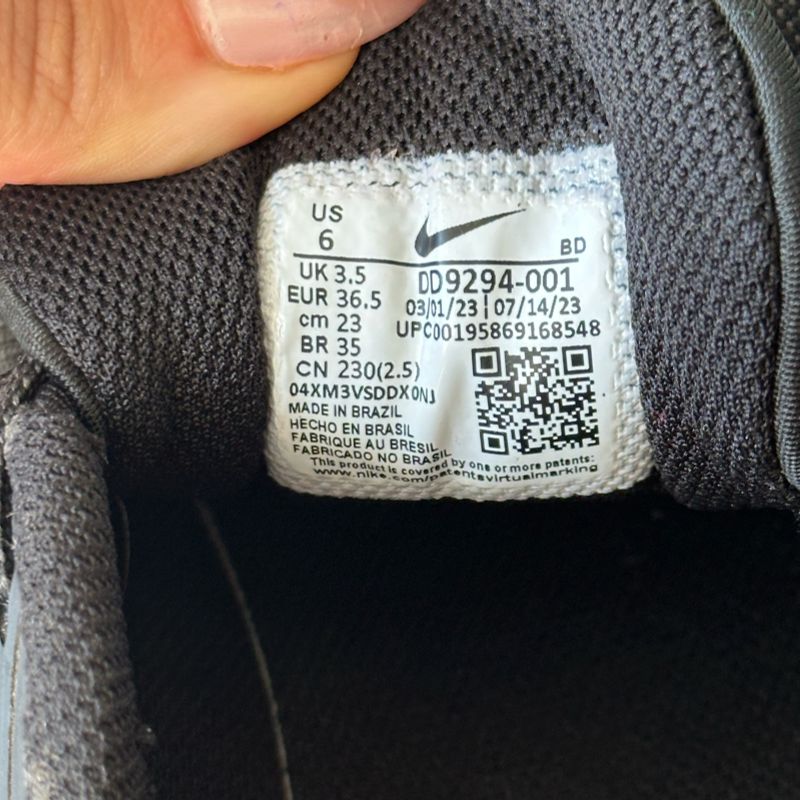 US
6
BD
UK 3.5
EUR 36.5
cm 23
BR 35
CN 230(2.5)
DD9294-001
03/01/23 | 07/14/23
UPC00195869168548
04XM3VSDDX0NJ
MADE IN BRAZIL
HECHO EN BRASIL
FABRIQUE AU BRESIL
FABRICADO NO BRASIL
This product is covered by one or more patents:
www.nike.com/patentsvirtualmarking